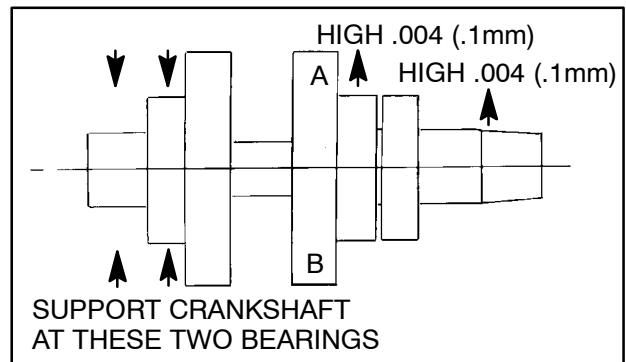 HIGH .004 (.1mm)
HIGH .004 (.1mm)
A
B
SUPPORT CRANKSHAFT
AT THESE TWO BEARINGS